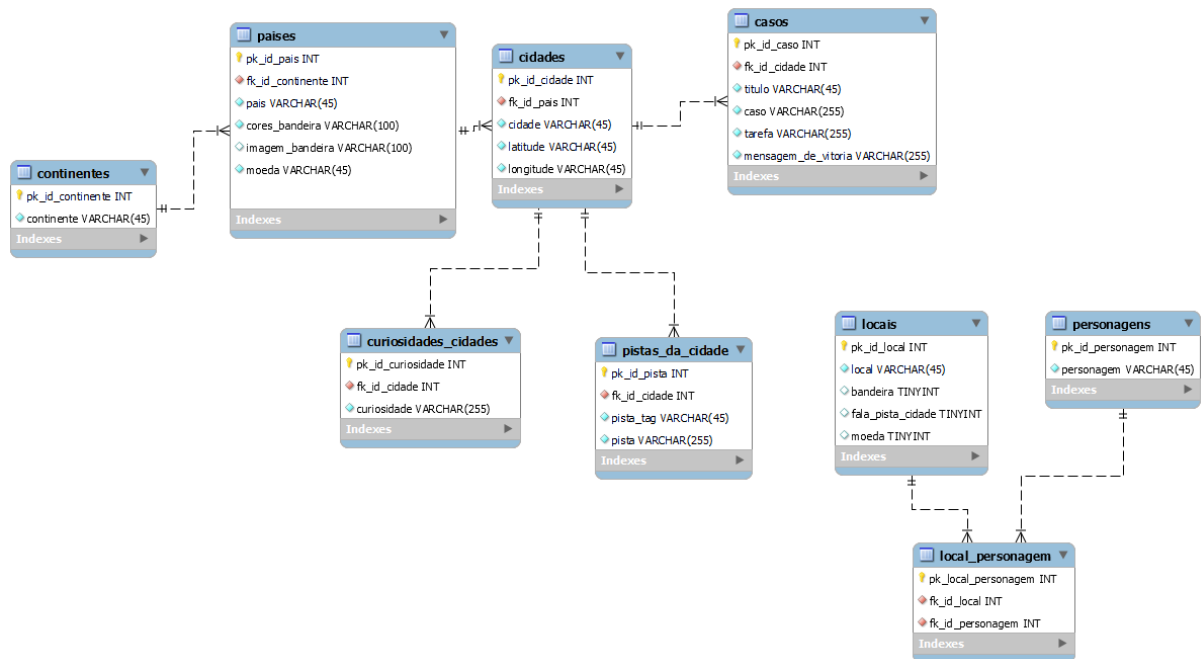 paises
pk_id_pais INT
fk_id_continente INT
pais VARCHAR(45)
cores_bandeira VARCHAR(100)
imagem_bandeira VARCHAR(100)
moeda VARCHAR(45)
Indexes
cidades
pk_id_cidade INT
fk_id_pais INT
cidade VARCHAR(45)
latitude VARCHAR(45)
longitude VARCHAR(45)
Indexes
casos
pk_id_caso INT
fk_id_cidade INT
titulo VARCHAR(45)
caso VARCHAR(255)
tarefa VARCHAR(255)
mensagem_de_vitoria VARCHAR(255)
Indexes
continentes
pk_id_continente INT
continente VARCHAR(45)
Indexes
curiosidades_cidades
pk_id_curiosidade INT
fk_id_cidade INT
curiosidade VARCHAR(255)
Indexes
pistas_da_cidade
pk_id_pista INT
fk_id_cidade INT
pista_tag VARCHAR(45)
pista VARCHAR(255)
Indexes
locais
pk_id_local INT
local VARCHAR(45)
bandeira TINYINT
fala_pista_cidade TINYINT
moeda TINYINT
Indexes
personagens
pk_id_personagem INT
personagem VARCHAR(45)
Indexes
local_personagem
pk_local_personagem INT
fk_id_local INT
fk_id_personagem INT
Indexes